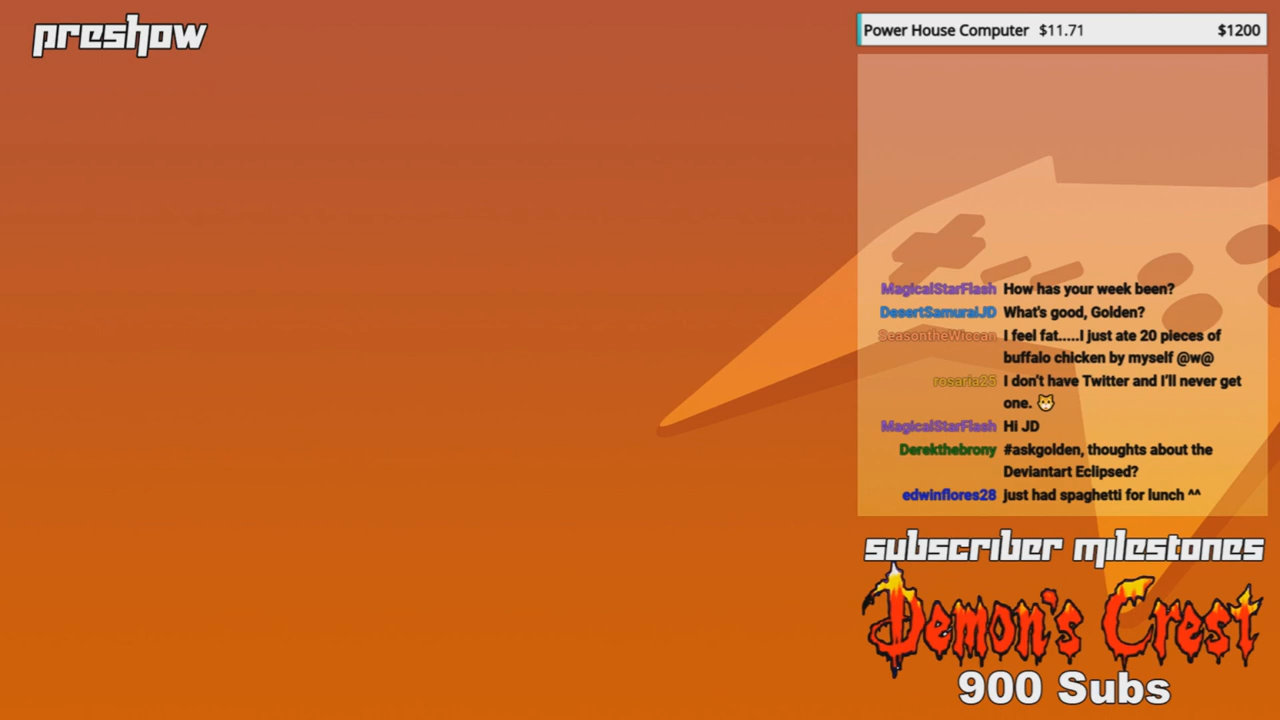 preshow
Power House Computer $11.71 $1200
MagicalStarFlash How has your week been?
DesertSamuraiJD What's good, Golden?
SeasontheWiccan I feel fat.....I just ate 20 pieces of
buffalo chicken by myself @w@
rosaria25 I don't have Twitter and I'll never get
one. 🐱
MagicalStarFlash Hi JD
Derekthebrony #askgolden, thoughts about the
Deviantart Eclipsed?
edwinflores28 just had spaghetti for lunch ^^
subscriber milestones
Demon's Crest
900 Subs